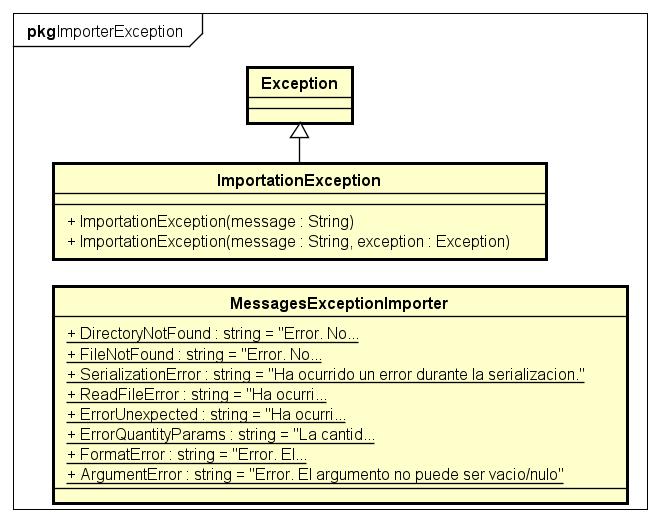 pkgImporterException
Exception
ImportationException
+ ImportationException(message : String)
+ ImportationException(message : String, exception : Exception)
MessagesExceptionImporter
+ DirectoryNotFound : string = "Error. No...
+ FileNotFound : string = "Error. No...
+ SerializationError : string = "Ha ocurrido un error durante la serializacion."
+ ReadFileError : string = "Ha ocurri...
+ ErrorUnexpected : string = "Ha ocurri...
+ ErrorQuantityParams : string = "La cantid...
+ FormatError : string = "Error. El...
+ ArgumentError : string = "Error. El argumento no puede ser vacio/nulo"